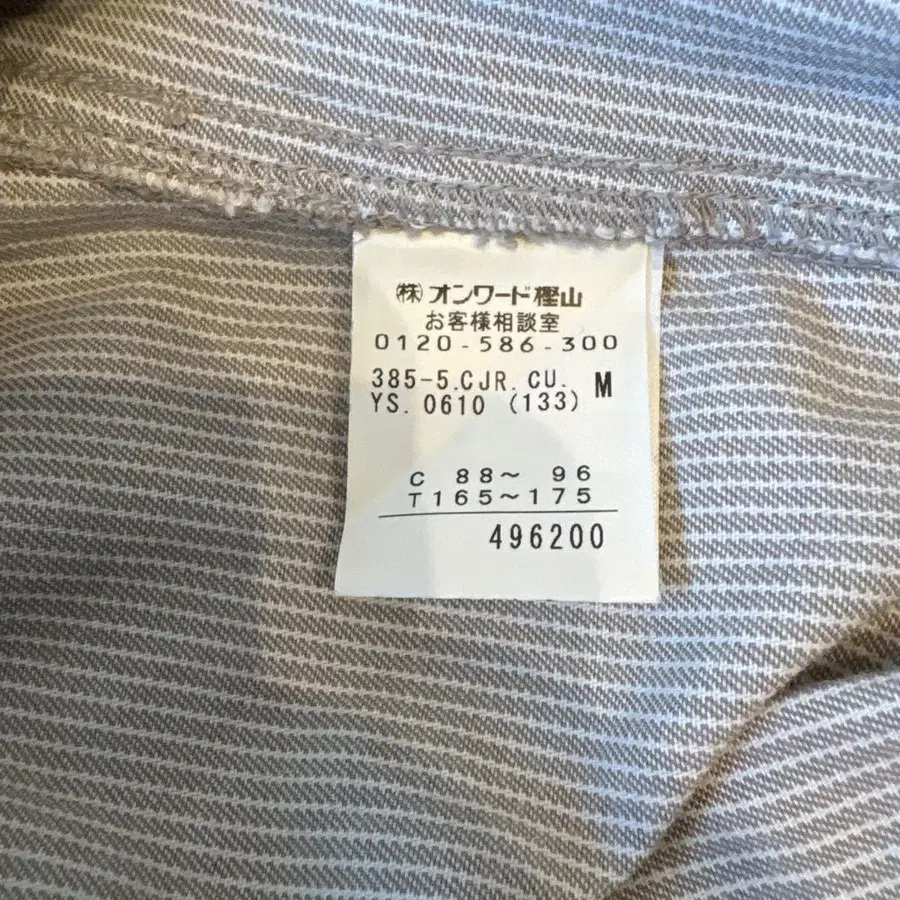 ㈱オンワード樫山
お客様相談室
0120-586-300
385-5.CJR.CU. M
YS.0610 (133)
C 88~ 96
T165~175
496200